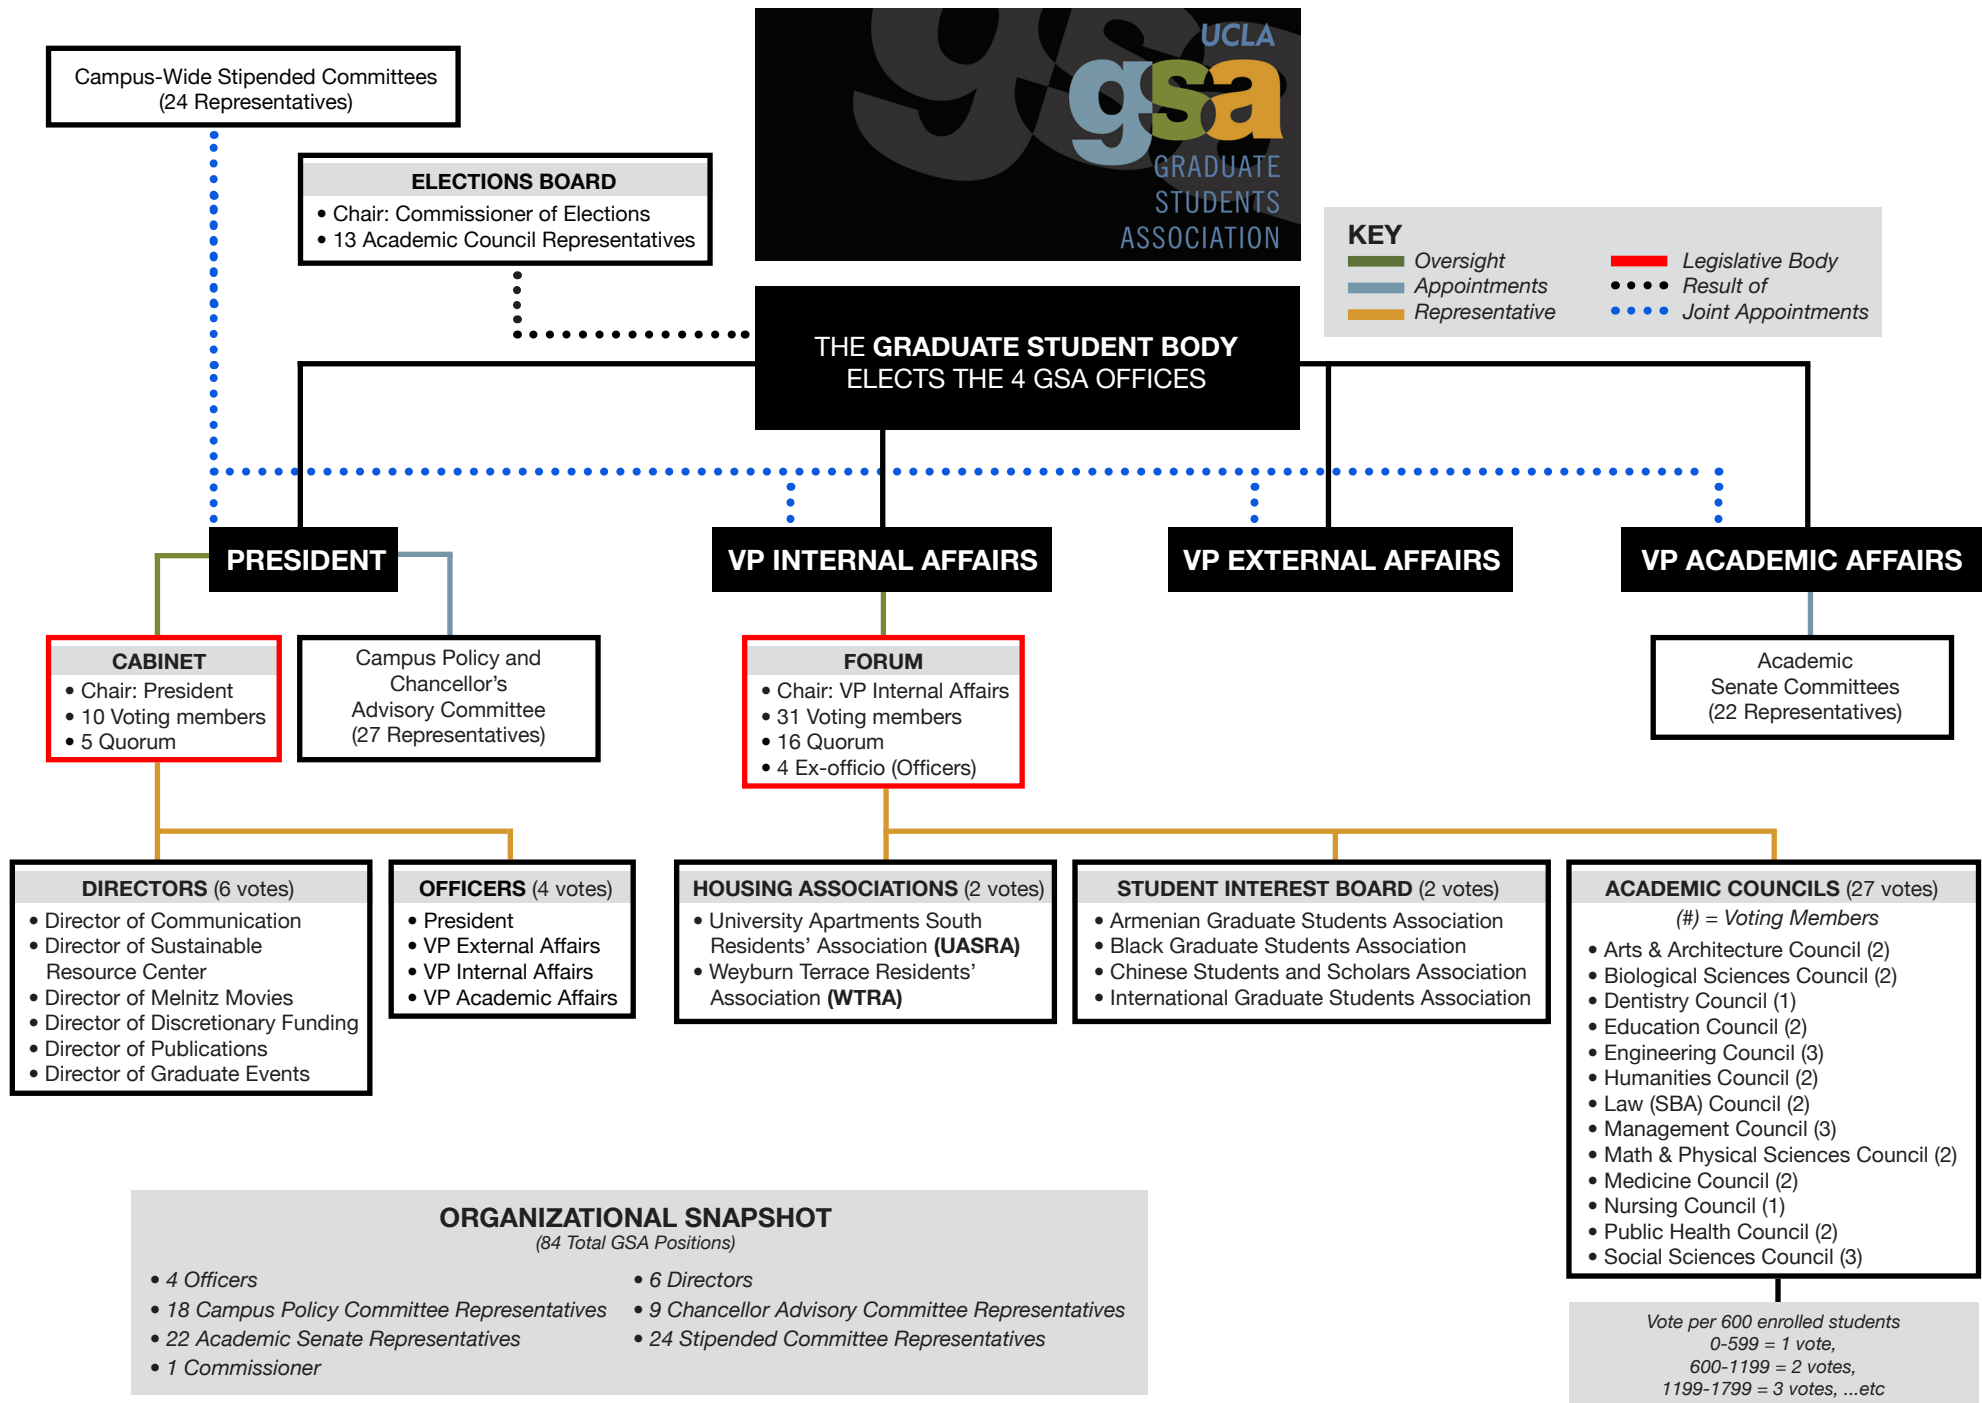 Campus-Wide Stipended Committees
(24 Representatives)
ELECTIONS BOARD
• Chair: Commissioner of Elections
• 13 Academic Council Representatives
UCLA
gsa
GRADUATE
STUDENTS
ASSOCIATION
KEY
Oversight
Appointments
Representative
Legislative Body
Result of
Joint Appointments
THE GRADUATE STUDENT BODY
ELECTS THE 4 GSA OFFICES
PRESIDENT
VP INTERNAL AFFAIRS
VP EXTERNAL AFFAIRS
VP ACADEMIC AFFAIRS
CABINET
• Chair: President
• 10 Voting members
• 5 Quorum
Campus Policy and
Chancellor's
Advisory Committee
(27 Representatives)
FORUM
• Chair: VP Internal Affairs
• 31 Voting members
• 16 Quorum
• 4 Ex-officio (Officers)
Academic
Senate Committees
(22 Representatives)
DIRECTORS (6 votes)
• Director of Communication
• Director of Sustainable
Resource Center
• Director of Melnitz Movies
• Director of Discretionary Funding
• Director of Publications
• Director of Graduate Events
OFFICERS (4 votes)
• President
• VP External Affairs
• VP Internal Affairs
• VP Academic Affairs
HOUSING ASSOCIATIONS (2 votes)
• University Apartments South
Residents' Association (UASRA)
• Weyburn Terrace Residents'
Association (WTRA)
STUDENT INTEREST BOARD (2 votes)
• Armenian Graduate Students Association
• Black Graduate Students Association
• Chinese Students and Scholars Association
• International Graduate Students Association
ACADEMIC COUNCILS (27 votes)
(#) = Voting Members
• Arts & Architecture Council (2)
• Biological Sciences Council (2)
• Dentistry Council (1)
• Education Council (2)
• Engineering Council (3)
• Humanities Council (2)
• Law (SBA) Council (2)
• Management Council (3)
• Math & Physical Sciences Council (2)
• Medicine Council (2)
• Nursing Council (1)
• Public Health Council (2)
• Social Sciences Council (3)
Vote per 600 enrolled students
0-599 = 1 vote,
600-1199 = 2 votes,
1199-1799 = 3 votes, ...etc
ORGANIZATIONAL SNAPSHOT
(84 Total GSA Positions)
• 4 Officers
• 18 Campus Policy Committee Representatives
• 22 Academic Senate Representatives
• 1 Commissioner
• 6 Directors
• 9 Chancellor Advisory Committee Representatives
• 24 Stipended Committee Representatives